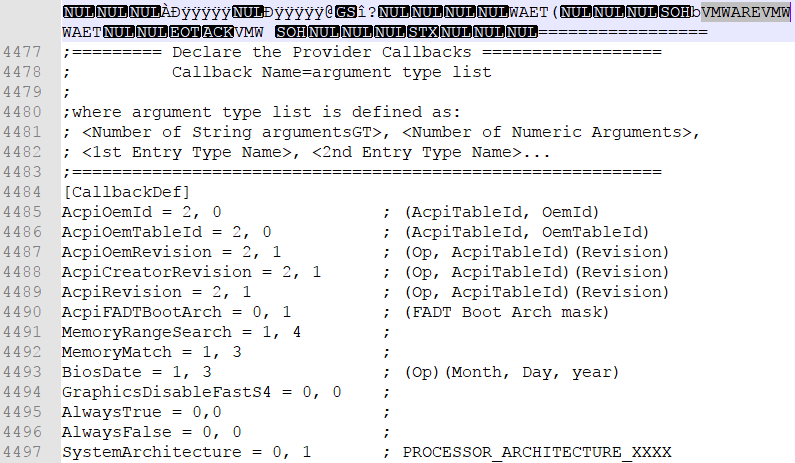 NULNULNULÀÐÿÿÿÿÿNULÐÿÿÿÿÿ@GSî?NULNULNULNULNULWAET(NULNULNULSOHbVMWAREVMW
WAETNULNULEOTACKVMW SOHNULNULNULSTXNULNULNUL=================
4477 ;========= Declare the Provider Callbacks ==================
4478 ; Callback Name=argument type list
4479 ;
4480 ;where argument type list is defined as:
4481 ; <Number of String argumentsGT>, <Number of Numeric Arguments>,
4482 ; <1st Entry Type Name>, <2nd Entry Type Name>...
4483 ;===========================================================
4484 [CallbackDef]
4485 AcpiOemId = 2, 0 ; (AcpiTableId, OemId)
4486 AcpiOemTableId = 2, 0 ; (AcpiTableId, OemTableId)
4487 AcpiOemRevision = 2, 1 ; (Op, AcpiTableId)(Revision)
4488 AcpiCreatorRevision = 2, 1 ; (Op, AcpiTableId)(Revision)
4489 AcpiRevision = 2, 1 ; (Op, AcpiTableId)(Revision)
4490 AcpiFADTBootArch = 0, 1 ; (FADT Boot Arch mask)
4491 MemoryRangeSearch = 1, 4 ;
4492 MemoryMatch = 1, 3 ;
4493 BiosDate = 1, 3 ; (Op)(Month, Day, year)
4494 GraphicsDisableFastS4 = 0, 0 ;
4495 AlwaysTrue = 0,0 ;
4496 AlwaysFalse = 0, 0 ;
4497 SystemArchitecture = 0, 1 ; PROCESSOR_ARCHITECTURE_XXXX